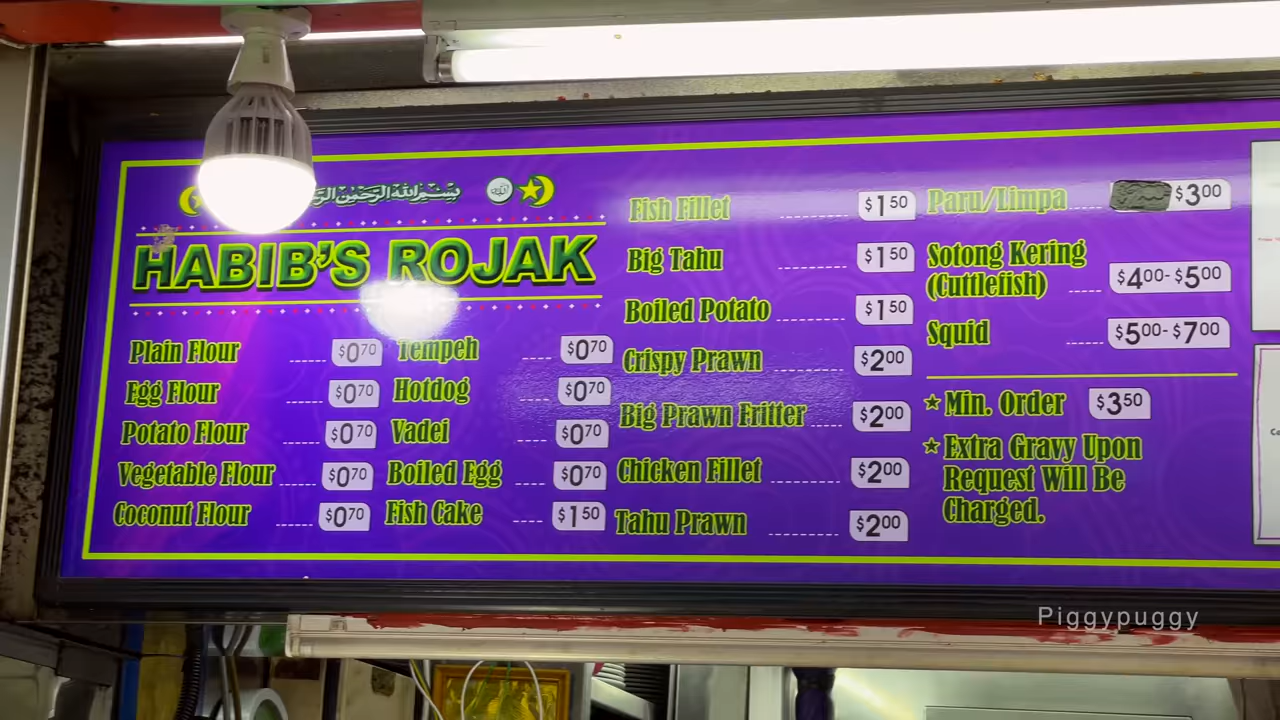 بسم الله الرحمن
HABIB'S ROJAK
Plain Flour $0.70
Egg Flour $0.70
Potato Flour $0.70
Vegetable Flour $0.70
Coconut Flour $0.70
Tempeh $0.70
Hotdog $0.70
Vadei $0.70
Boiled Egg $0.70
Fish Cake $1.50
Fish Fillet $1.50
Big Tahu $1.50
Boiled Potato $1.50
Crispy Prawn $2.00
Big Prawn Fritter $2.00
Chicken Fillet $2.00
Tahu Prawn $2.00
Paru/Limpa $3.00
Sotong Kering
(Cuttlefish) $4.00-$5.00
Squid $5.00-$7.00
★ Min. Order $3.50
★ Extra Gravy Upon
Request Will Be
Charged.
Piggypuggy